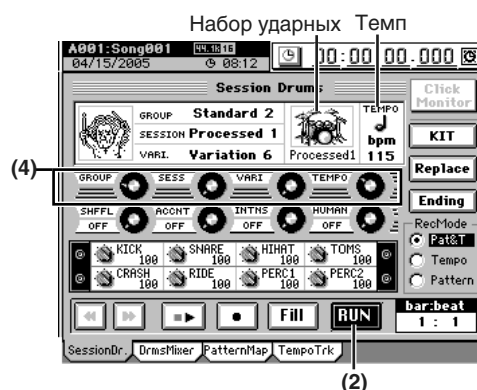 Набор ударных Темп
A001:Song001 44.1k 16 00:00 00.000
04/15/2005 08:12
Session Drums
Click Monitor
GROUP Standard 2
SESSION Processed 1
VARI. Variation 6
Processed1
TEMPO
bpm
115
KIT
Replace
Ending
(4)
GROUP SESS VARI TEMPO
SHFFL ACCNT INTNS HUMAN
OFF OFF OFF OFF
RecMode
Pat&T
Tempo
Pattern
KICK 100 SNARE 100 HIHAT 100 TOMS 100
CRASH 100 RIDE 100 PERC1 100 PERC2 100
Fill RUN
bar:beat
1 : 1
SessionDr. DrmsMixer PatternMap TempoTrk
(2)